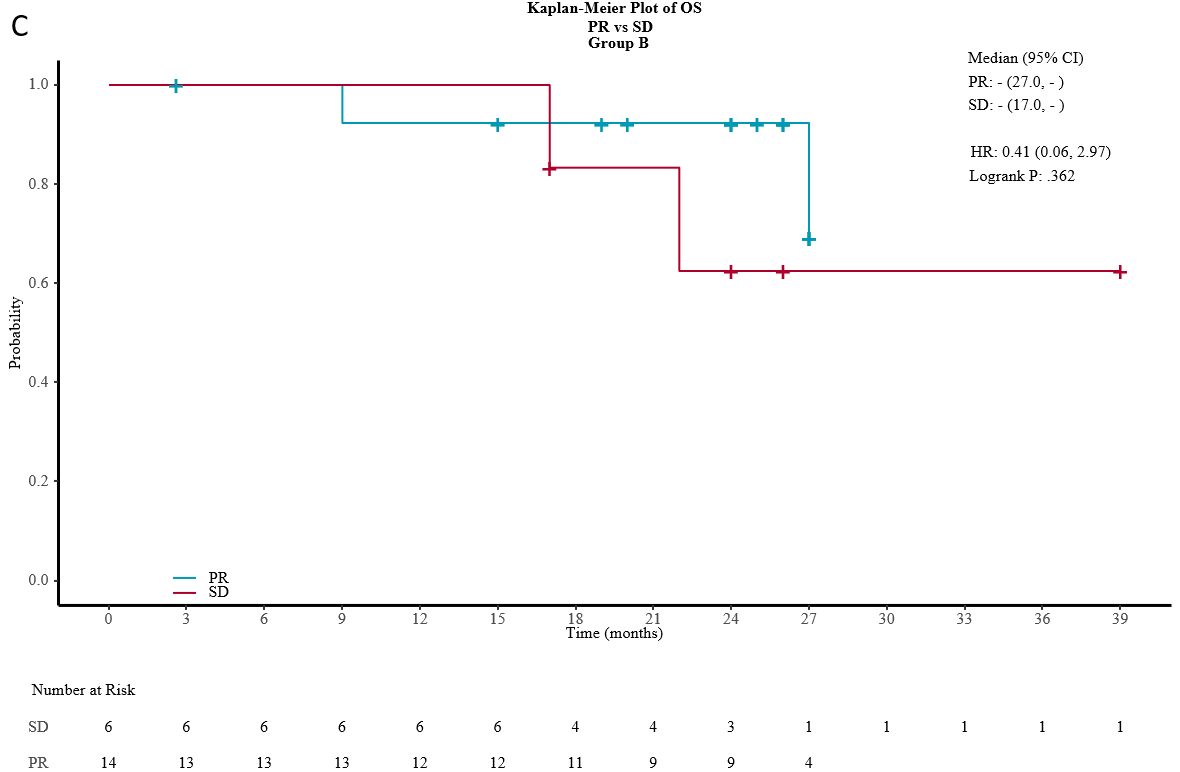 C
Kaplan-Meier Plot of OS
PR vs SD
Group B
Median (95% CI)
PR: - (27.0, - )
SD: - (17.0, - )
HR: 0.41 (0.06, 2.97)
Logrank P: .362
1.0
0.8
0.6
0.4
0.2
0.0
Probability
PR
SD
0 3 6 9 12 15 18 21 24 27 30 33 36 39
Time (months)
Number at Risk
SD 6 6 6 6 6 6 4 4 3 1 1 1 1 1
PR 14 13 13 13 12 12 11 9 9 4